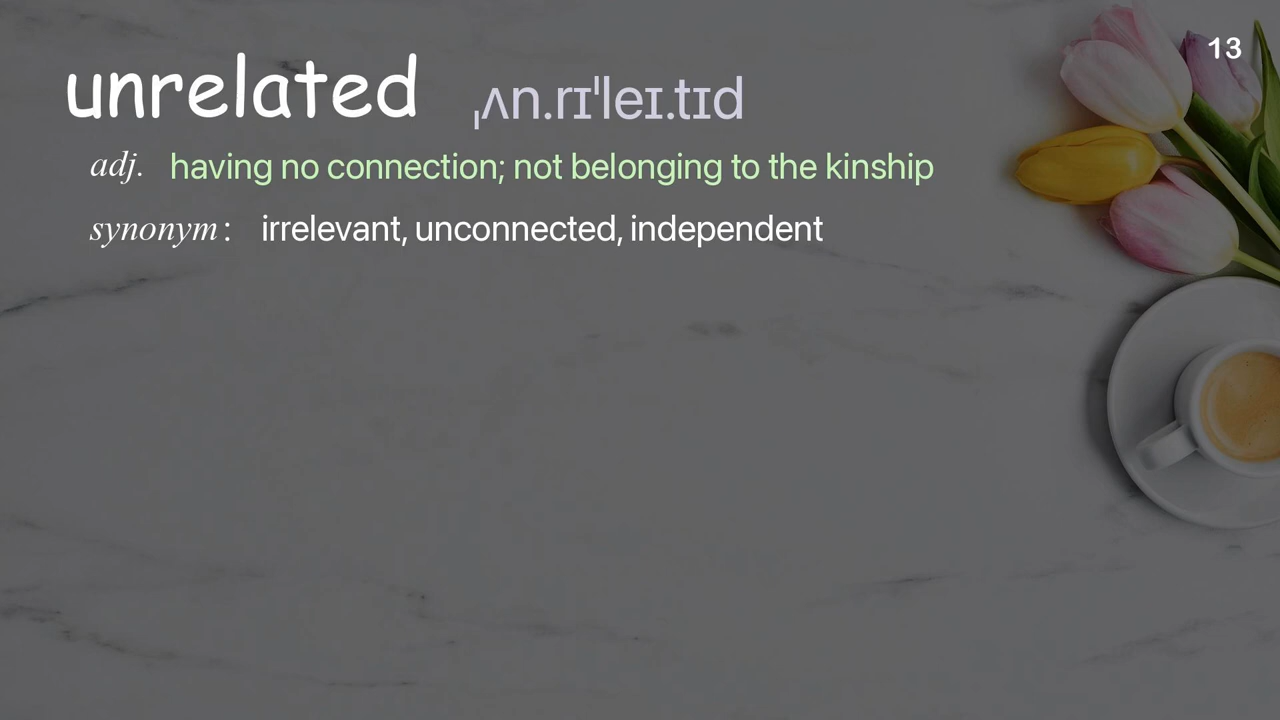 13
unrelated ˌʌn.rɪˈleɪ.tɪd
adj. having no connection; not belonging to the kinship
synonym: irrelevant, unconnected, independent